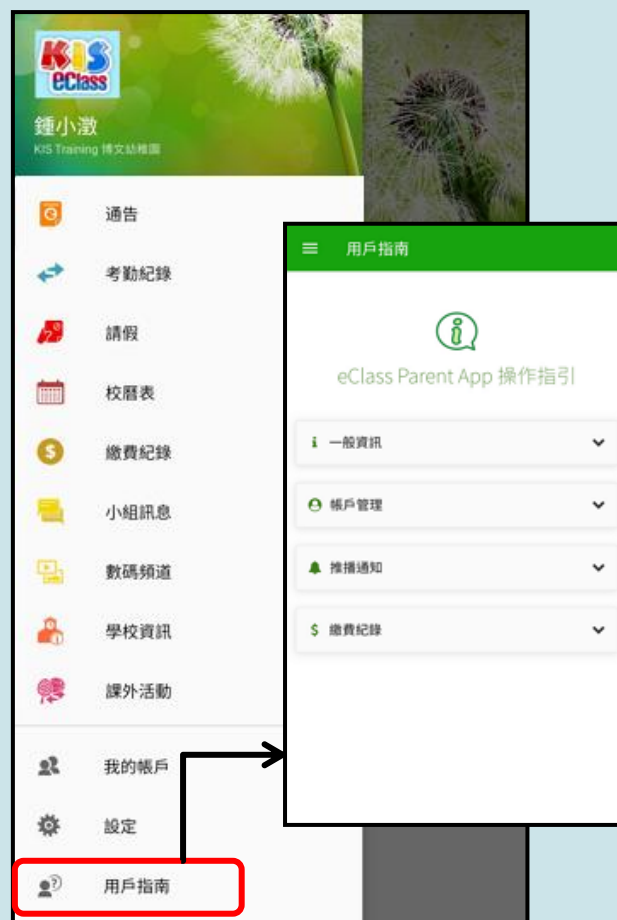 KIS
eClass
鍾小澂
KIS Training 博文幼稚園
通告
考勤紀錄
請假
校曆表
繳費紀錄
小組訊息
數碼頻道
學校資訊
課外活動
我的帳戶
設定
用戶指南
用戶指南
eClass Parent App 操作指引
一般資訊
帳戶管理
推播通知
$ 繳費紀錄